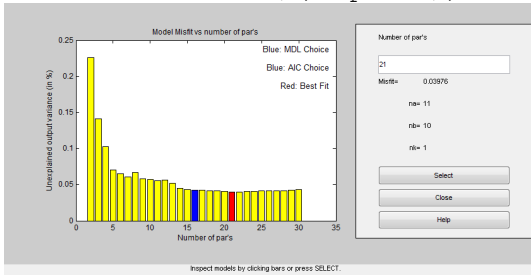 Model Misfit vs number of par's
Unexplained output variance (in %)
0.25
0.2
0.15
0.1
0.05
0
Blue: MDL Choice
Blue: AIC Choice
Red: Best Fit
0 5 10 15 20 25 30 35
Number of par's
Number of par's
21
Misfit= 0.03976
na= 11
nb= 10
nk= 1
Select
Close
Help
Inspect models by clicking bars or press SELECT.